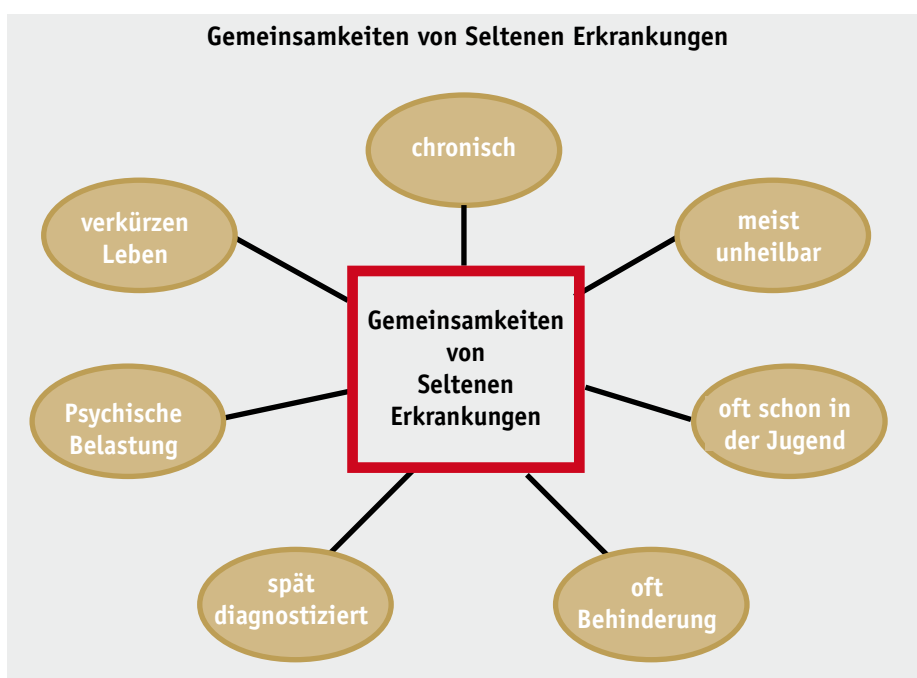 Gemeinsamkeiten von Seltenen Erkrankungen
chronisch
verkürzen
Leben
meist
unheilbar
Gemeinsamkeiten
von
Seltenen
Erkrankungen
Psychische
Belastung
oft schon in
der Jugend
spät
diagnostiziert
oft
Behinderung